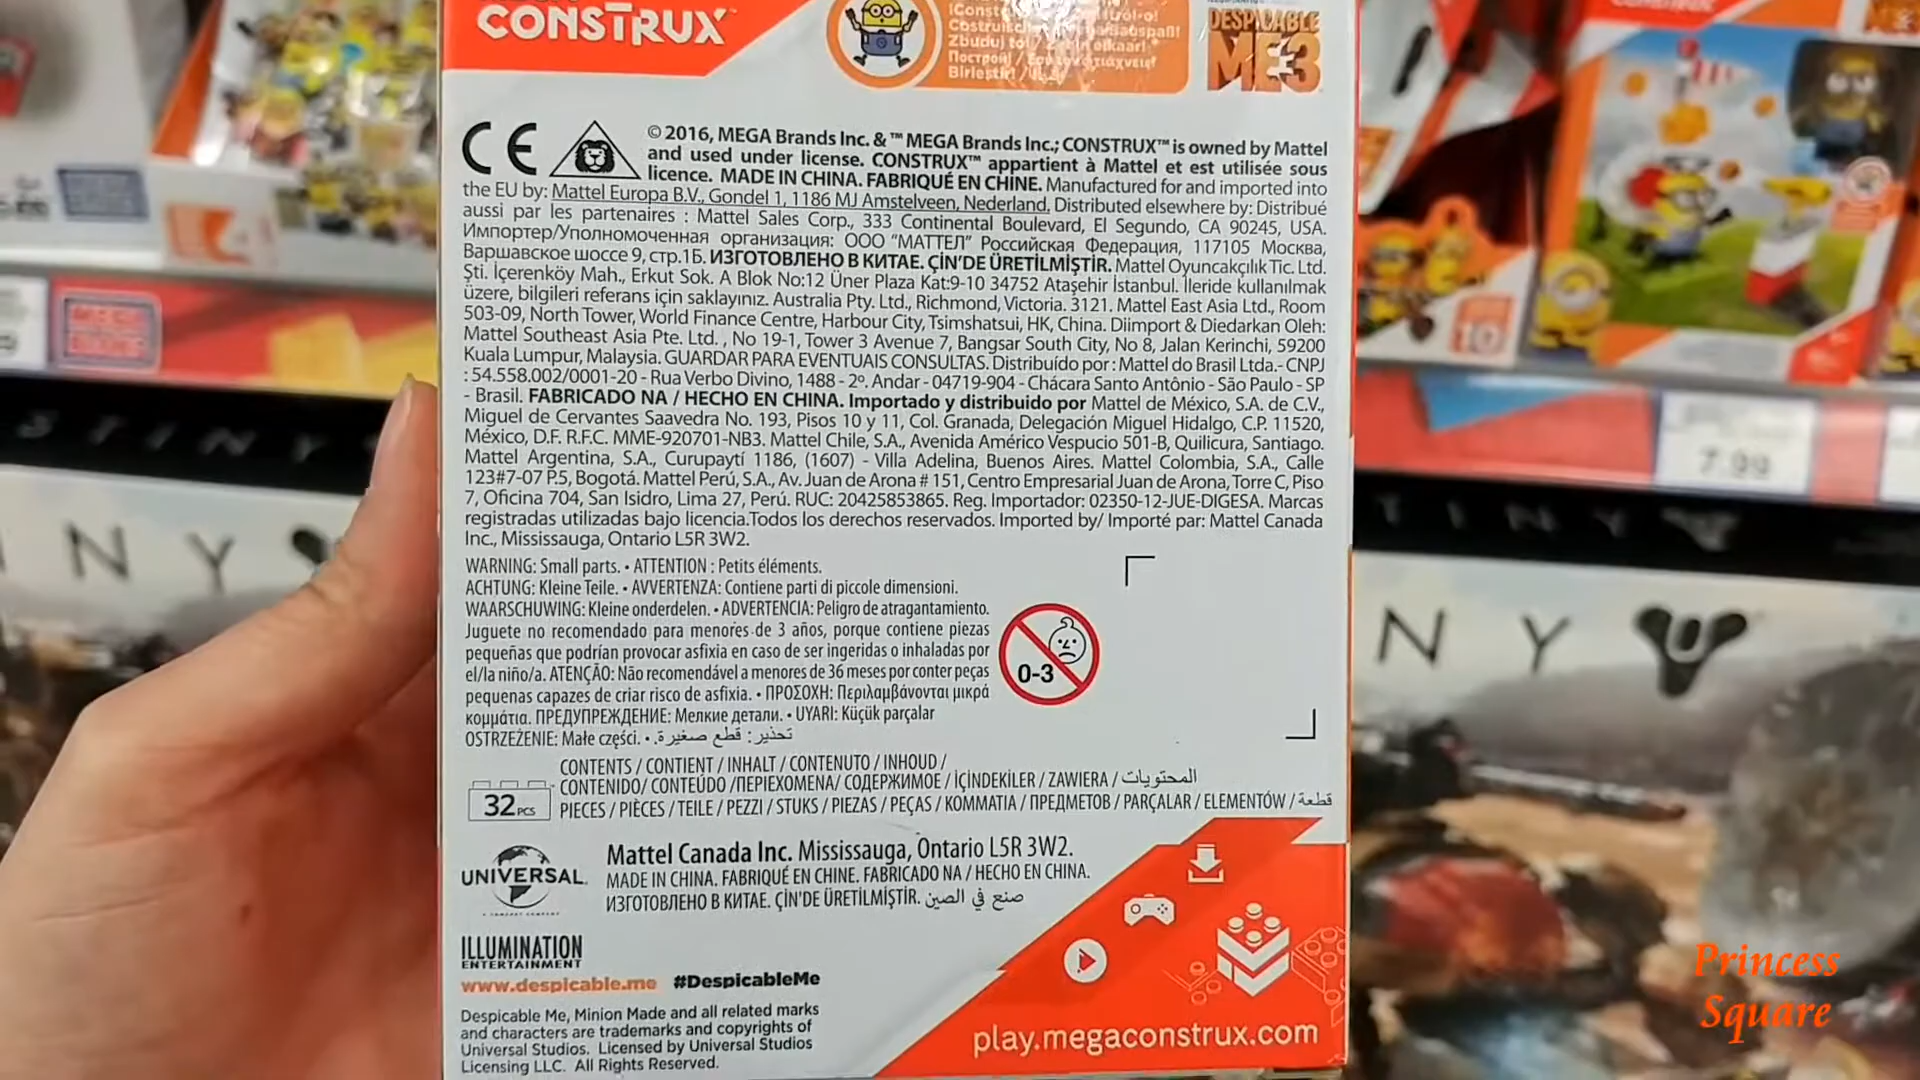 CONSTRUX™
Zbuduj to!
Birleştir!
DESPICABLE
ME3
CE
© 2016, MEGA Brands Inc. & ™ MEGA Brands Inc.; CONSTRUX™ is owned by Mattel
and used under license. CONSTRUX™ appartient à Mattel et est utilisée sous
licence. MADE IN CHINA. FABRIQUÉ EN CHINE. Manufactured for and imported into
the EU by: Mattel Europa B.V., Gondel 1, 1186 MJ Amstelveen, Nederland. Distributed elsewhere by: Distribué
aussi par les partenaires : Mattel Sales Corp., 333 Continental Boulevard, El Segundo, CA 90245, USA.
Импортер/Уполномоченная организация: ООО "МАТТЕЛ" Российская Федерация, 117105 Москва,
Варшавское шоссе 9, стр.1Б. ИЗГОТОВЛЕНО В КИТАЕ. ÇİN'DE ÜRETİLMİŞTİR. Mattel Oyuncakçılık Tic. Ltd.
Şti. İçerenköy Mah., Erkut Sok. A Blok No:12 Üner Plaza Kat:9-10 34752 Ataşehir İstanbul. İleride kullanılmak
üzere, bilgileri referans için saklayınız. Australia Pty. Ltd., Richmond, Victoria. 3121. Mattel East Asia Ltd., Room
503-09, North Tower, World Finance Centre, Harbour City, Tsimshatsui, HK, China. Diimport & Diedarkan Oleh:
Mattel Southeast Asia Pte. Ltd. , No 19-1, Tower 3 Avenue 7, Bangsar South City, No 8, Jalan Kerinchi, 59200
Kuala Lumpur, Malaysia. GUARDAR PARA EVENTUAIS CONSULTAS. Distribuído por : Mattel do Brasil Ltda.- CNPJ
: 54.558.002/0001-20 - Rua Verbo Divino, 1488 - 2º. Andar - 04719-904 - Chácara Santo Antônio - São Paulo - SP
- Brasil. FABRICADO NA / HECHO EN CHINA. Importado y distribuido por Mattel de México, S.A. de C.V.,
Miguel de Cervantes Saavedra No. 193, Pisos 10 y 11, Col. Granada, Delegación Miguel Hidalgo, C.P. 11520,
México, D.F. R.F.C. MME-920701-NB3. Mattel Chile, S.A., Avenida Américo Vespucio 501-B, Quilicura, Santiago.
Mattel Argentina, S.A., Curupaytí 1186, (1607) - Villa Adelina, Buenos Aires. Mattel Colombia, S.A., Calle
123#7-07 P.5, Bogotá. Mattel Perú, S.A., Av. Juan de Arona # 151, Centro Empresarial Juan de Arona, Torre C, Piso
7, Oficina 704, San Isidro, Lima 27, Perú. RUC: 20425853865. Reg. Importador: 02350-12-JUE-DIGESA. Marcas
registradas utilizadas bajo licencia.Todos los derechos reservados. Imported by/ Importé par: Mattel Canada
Inc., Mississauga, Ontario L5R 3W2.
WARNING: Small parts. • ATTENTION : Petits éléments.
ACHTUNG: Kleine Teile. • AVVERTENZA: Contiene parti di piccole dimensioni.
WAARSCHUWING: Kleine onderdelen. • ADVERTENCIA: Peligro de atragantamiento.
Juguete no recomendado para menores de 3 años, porque contiene piezas
pequeñas que podrían provocar asfixia en caso de ser ingeridas o inhaladas por
el/la niño/a. ATENÇÃO: Não recomendável a menores de 36 meses por conter peças
pequenas capazes de criar risco de asfixia. • ΠΡΟΣΟΧΗ: Περιλαμβάνονται μικρά
κομμάτια. ПРЕДУПРЕЖДЕНИЕ: Мелкие детали. • UYARI: Küçük parçalar
OSTRZEŻENIE: Małe części. • تحذير: قطع صغيرة.
0-3
CONTENTS / CONTIENT / INHALT / CONTENUTO / INHOUD /
CONTENIDO/ CONTEÚDO /ΠΕΡΙΕΧΟΜΕΝΑ/ СОДЕРЖИМОЕ / İÇİNDEKİLER / ZAWIERA / المحتويات
32 PCS PIECES / PIÈCES / TEILE / PEZZI / STUKS / PIEZAS / PEÇAS / KOMMATIA / ПРЕДМЕТОВ / PARÇALAR / ELEMENTÓW / قطعة
UNIVERSAL
Mattel Canada Inc. Mississauga, Ontario L5R 3W2.
MADE IN CHINA. FABRIQUÉ EN CHINE. FABRICADO NA / HECHO EN CHINA.
ИЗГОТОВЛЕНО В КИТАЕ. ÇİN'DE ÜRETİLMİŞTİR. صنع في الصين
ILLUMINATION
ENTERTAINMENT
www.despicable.me #DespicableMe
Despicable Me, Minion Made and all related marks
and characters are trademarks and copyrights of
Universal Studios. Licensed by Universal Studios
Licensing LLC. All Rights Reserved.
play.megaconstrux.com
7.99
TINY
NY
NY
Princess
Square